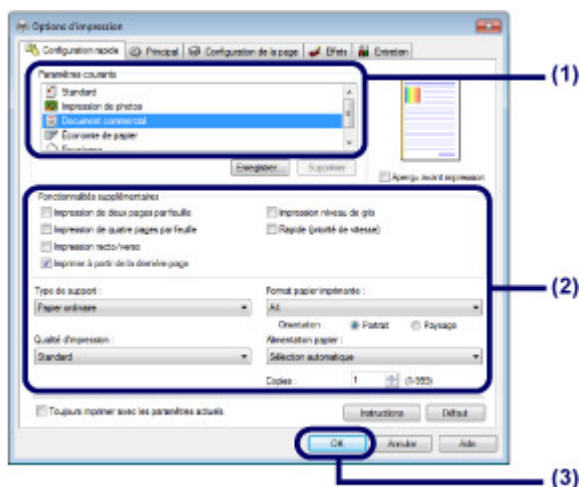 Options d'impression
Configuration rapide Principal Configuration de la page Effets Entretien
Paramètres courants
Standard
Impression de photos
Document commercial
Économie de papier
Enveloppe
Enregistrer... Supprimer
Aperçu avant impression
(1)
Fonctionnalités supplémentaires
Impression de deux pages par feuille
Impression niveau de gris
Impression de quatre pages par feuille
Rapide (priorité de vitesse)
Impression recto/verso
Imprimer à partir de la dernière page
Type de support :
Format papier imprimante :
Papier ordinaire
A4
(2)
Orientation : Portrait Paysage
Qualité d'impression :
Alimentation papier :
Standard
Sélection automatique
Copies : 1 (1-999)
Toujours imprimer avec les paramètres actuels
Instructions Défaut
OK Annuler Aide
(3)